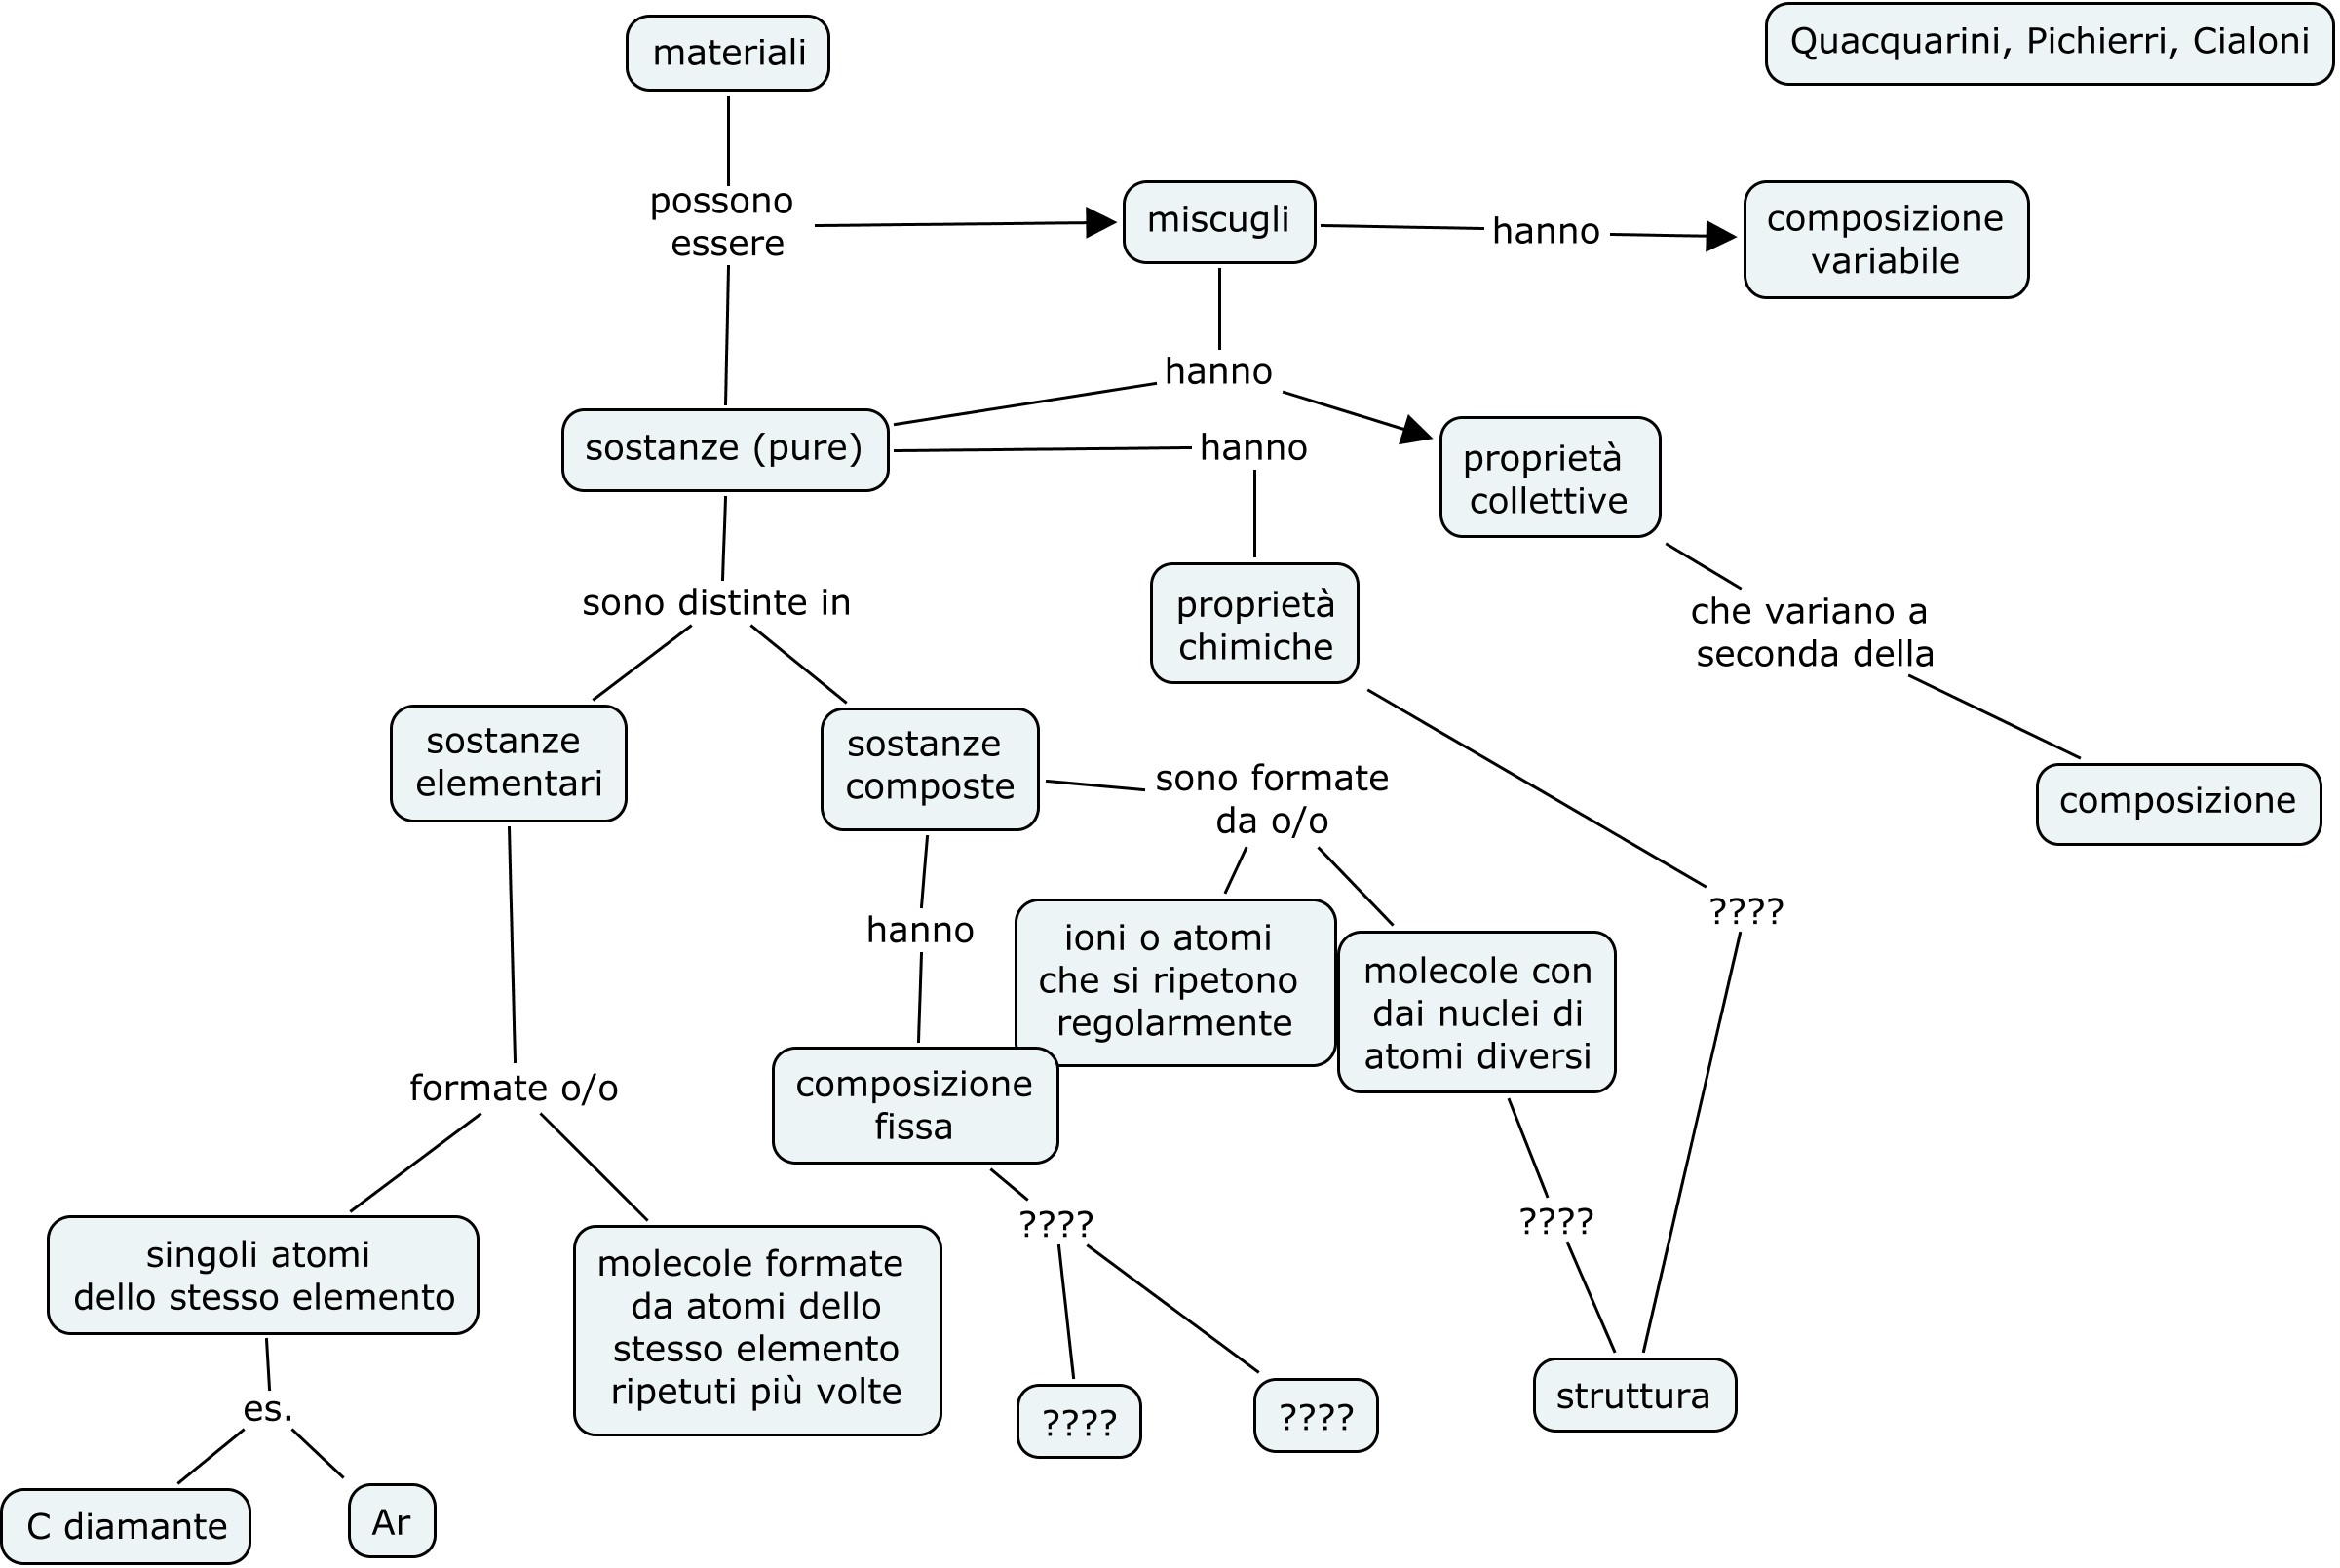 materiali
Quacquarini, Pichierri, Cialoni
possono
essere
miscugli
hanno
composizione
variabile
hanno
sostanze (pure)
hanno
proprietà
collettive
sono distinte in
proprietà
chimiche
che variano a
seconda della
sostanze
elementari
sostanze
composte
sono formate
da o/o
composizione
hanno
ioni o atomi
che si ripetono
regolarmente
molecole con
dai nuclei di
atomi diversi
????
formate o/o
composizione
fissa
singoli atomi
dello stesso elemento
molecole formate
da atomi dello
stesso elemento
ripetuti più volte
????
????
es.
????
????
struttura
C diamante
Ar